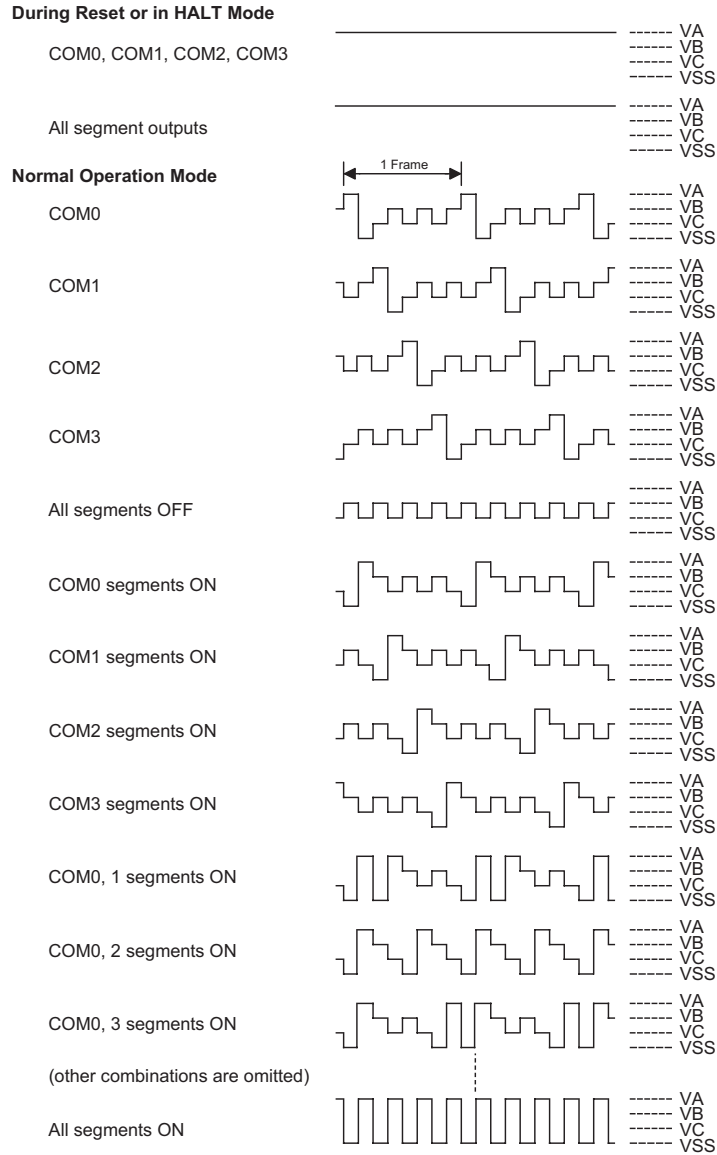 During Reset or in HALT Mode
COM0, COM1, COM2, COM3
VA
VB
VC
VSS
All segment outputs
VA
VB
VC
VSS
Normal Operation Mode
1 Frame
COM0
VA
VB
VC
VSS
COM1
VA
VB
VC
VSS
COM2
VA
VB
VC
VSS
COM3
VA
VB
VC
VSS
All segments OFF
VA
VB
VC
VSS
COM0 segments ON
VA
VB
VC
VSS
COM1 segments ON
VA
VB
VC
VSS
COM2 segments ON
VA
VB
VC
VSS
COM3 segments ON
VA
VB
VC
VSS
COM0, 1 segments ON
VA
VB
VC
VSS
COM0, 2 segments ON
VA
VB
VC
VSS
COM0, 3 segments ON
VA
VB
VC
VSS
(other combinations are omitted)
All segments ON
VA
VB
VC
VSS